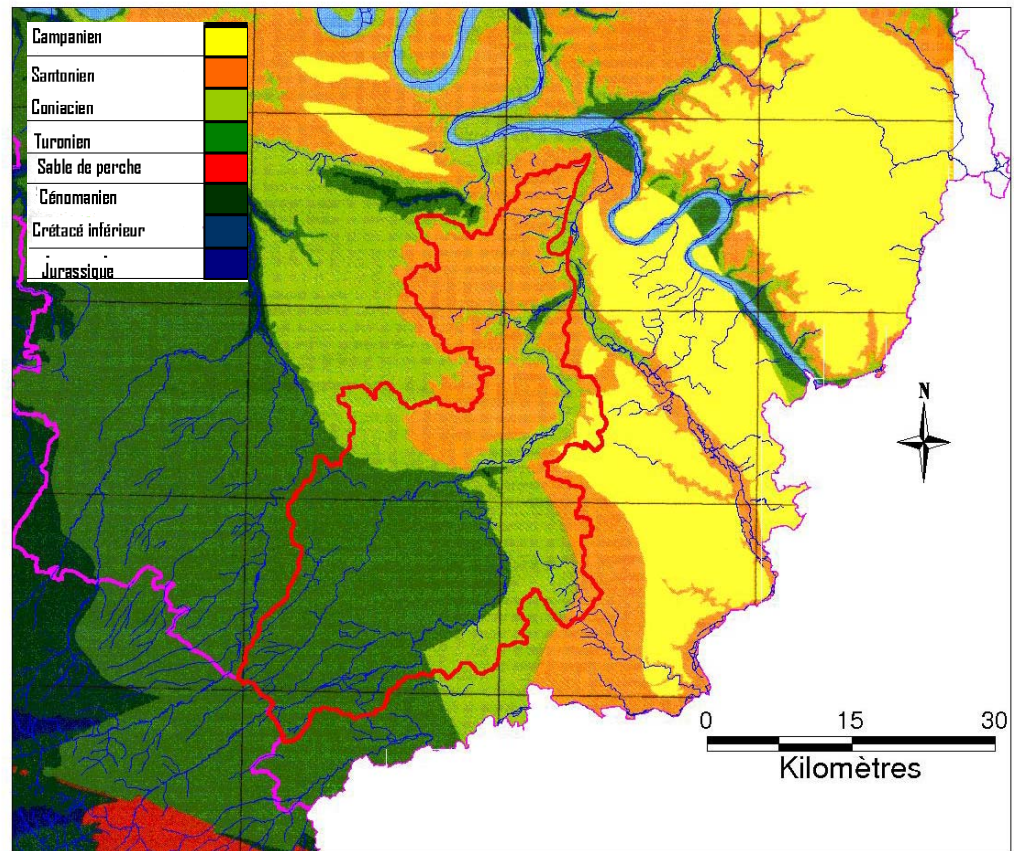 Campanien
Santonien
Coniacien
Turonien
Sable de perche
Cénomanien
Crétacé inférieur
Jurassique
N
0 15 30
Kilomètres